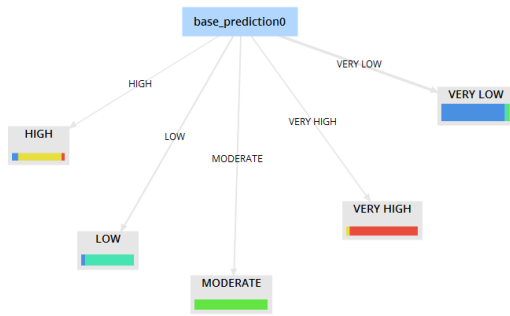 base_prediction0
VERY LOW
HIGH
VERY LOW
VERY HIGH
HIGH
LOW
MODERATE
VERY HIGH
LOW
MODERATE